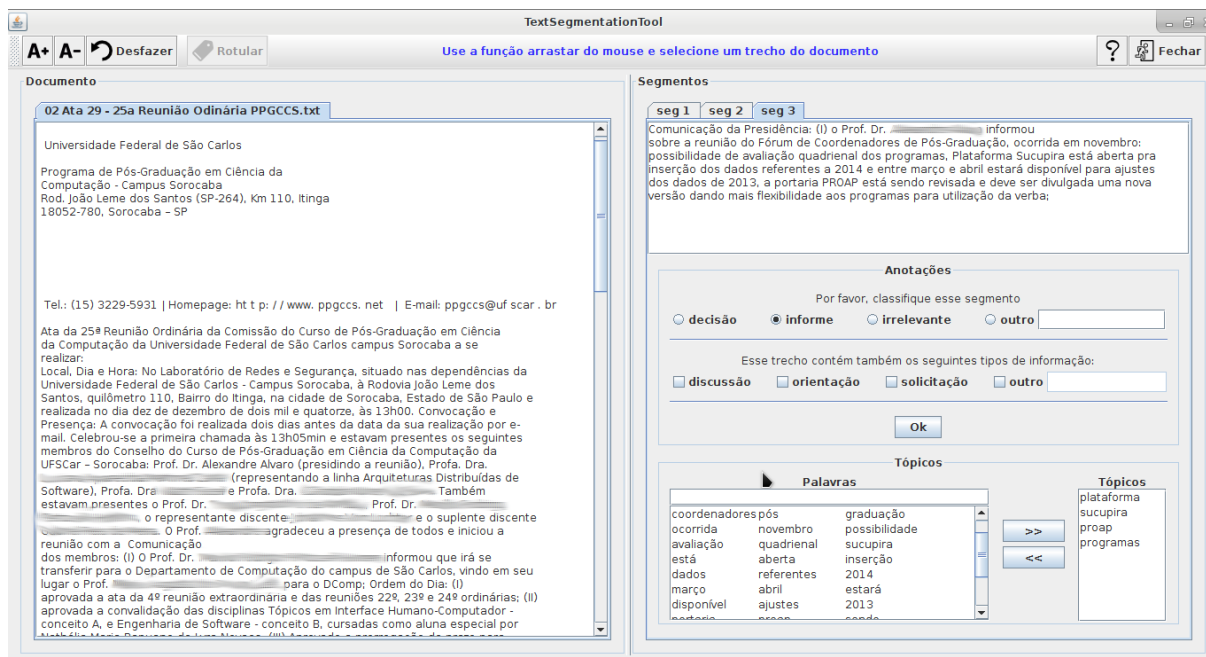 TextSegmentationTool
A+ A- Desfazer Rotular Use a função arrastar do mouse e selecione um trecho do documento ? Fechar
Documento
02 Ata 29 - 25a Reunião Odinária PPGCCS.txt
Universidade Federal de São Carlos
Programa de Pós-Graduação em Ciência da
Computação - Campus Sorocaba
Rod. João Leme dos Santos (SP-264), Km 110, Itinga
18052-780, Sorocaba – SP
Tel.: (15) 3229-5931 | Homepage: ht t p: / / www. ppgccs. net | E-mail: ppgccs@uf scar . br
Ata da 25ª Reunião Ordinária da Comissão do Curso de Pós-Graduação em Ciência
da Computação da Universidade Federal de São Carlos campus Sorocaba a se
realizar:
Local, Dia e Hora: No Laboratório de Redes e Segurança, situado nas dependências da
Universidade Federal de São Carlos - Campus Sorocaba, à Rodovia João Leme dos
Santos, quilômetro 110, Bairro do Itinga, na cidade de Sorocaba, Estado de São Paulo e
realizada no dia dez de dezembro de dois mil e quatorze, às 13h00. Convocação e
Presença: A convocação foi realizada dois dias antes da data da sua realização por e-
mail. Celebrou-se a primeira chamada às 13h05min e estavam presentes os seguintes
membros do Conselho do Curso de Pós-Graduação em Ciência da Computação da
UFSCar – Sorocaba: Prof. Dr. Alexandre Alvaro (presidindo a reunião), Profa. Dra.
(representando a linha Arquiteturas Distribuídas de
Software), Profa. Dra e Profa. Dra. Também
estavam presentes o Prof. Dr. Prof. Dr.
, o representante discente e o suplente discente
. O Prof. agradeceu a presença de todos e iniciou a
reunião com a Comunicação
dos membros: (I) O Prof. Dr. informou que irá se
transferir para o Departamento de Computação do campus de São Carlos, vindo em seu
lugar o Prof. para o DComp; Ordem do Dia: (I)
aprovada a ata da 4º reunião extraordinária e das reuniões 22º, 23º e 24º ordinárias; (II)
aprovada a convalidação das disciplinas Tópicos em Interface Humano-Computador -
conceito A, e Engenharia de Software - conceito B, cursadas como aluna especial por
Segmentos
seg 1 seg 2 seg 3
Comunicação da Presidência: (I) o Prof. Dr. informou
sobre a reunião do Fórum de Coordenadores de Pós-Graduação, ocorrida em novembro:
possibilidade de avaliação quadrienal dos programas, Plataforma Sucupira está aberta pra
inserção dos dados referentes a 2014 e entre março e abril estará disponível para ajustes
dos dados de 2013, a portaria PROAP está sendo revisada e deve ser divulgada uma nova
versão dando mais flexibilidade aos programas para utilização da verba;
Anotações
Por favor, classifique esse segmento
decisão informe irrelevante outro
Esse trecho contém também os seguintes tipos de informação:
discussão orientação solicitação outro
Ok
Tópicos
Palavras
coordenadores pós graduação
ocorrida novembro possibilidade
avaliação quadrienal sucupira
está aberta inserção
dados referentes 2014
março abril estará
disponível ajustes 2013
>>
<<
Tópicos
plataforma
sucupira
proap
programas